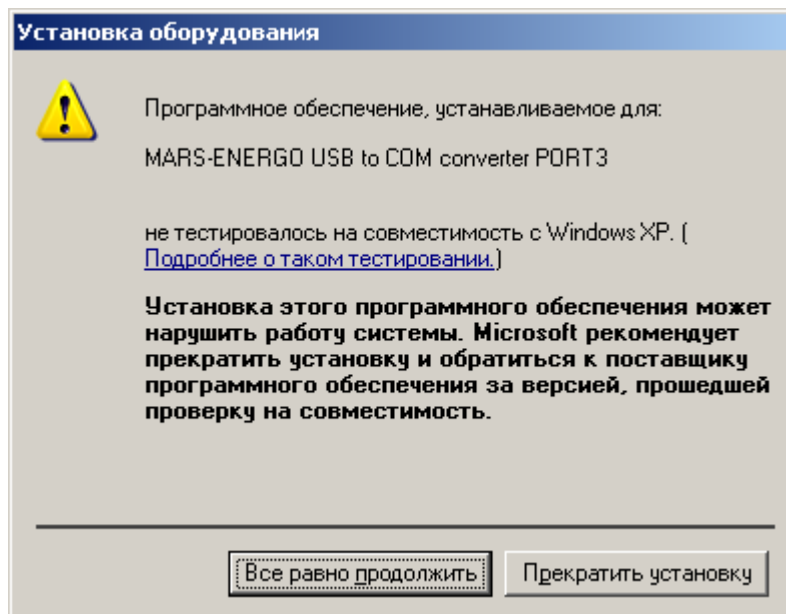 Установка оборудования
Программное обеспечение, устанавливаемое для:
MARS-ENERGO USB to COM converter PORT3
не тестировалось на совместимость с Windows XP. (
Подробнее о таком тестировании.)
Установка этого программного обеспечения может
нарушить работу системы. Microsoft рекомендует
прекратить установку и обратиться к поставщику
программного обеспечения за версией, прошедшей
проверку на совместимость.
Все равно продолжить
Прекратить установку